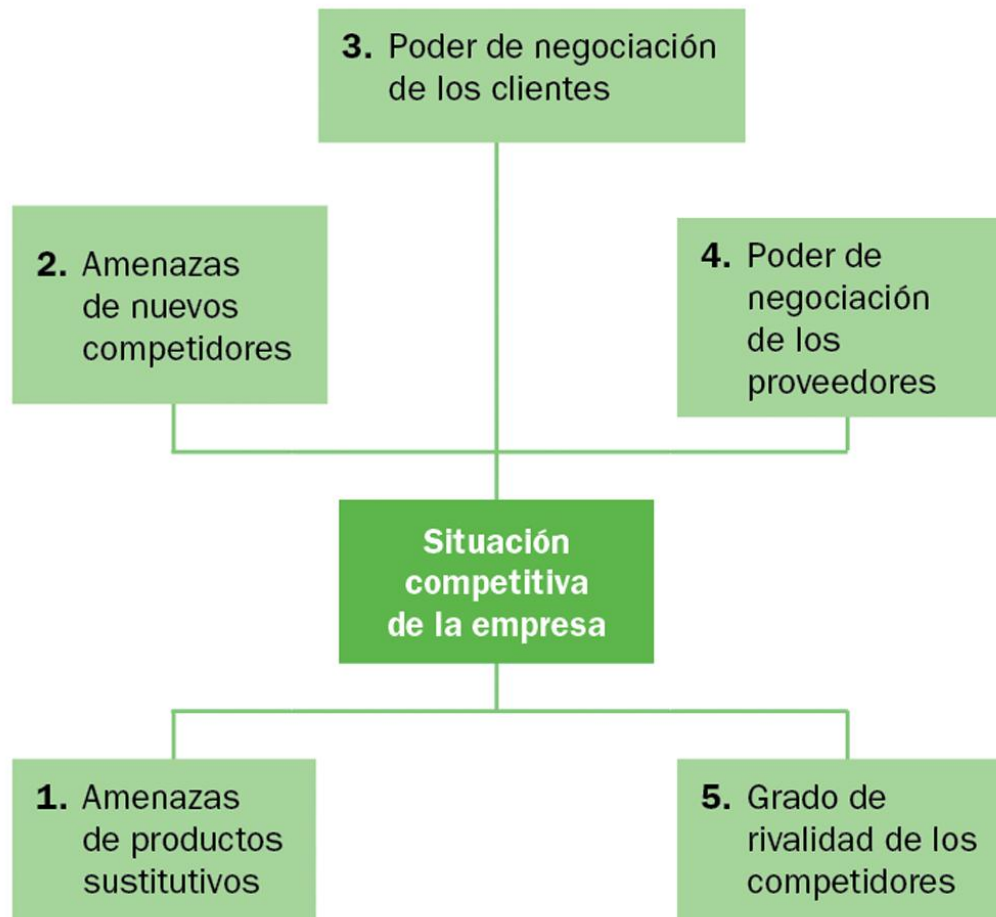 3. Poder de negociación
de los clientes
2. Amenazas
de nuevos
competidores
4. Poder de
negociación
de los
proveedores
Situación
competitiva
de la empresa
1. Amenazas
de productos
sustitutivos
5. Grado de
rivalidad de los
competidores